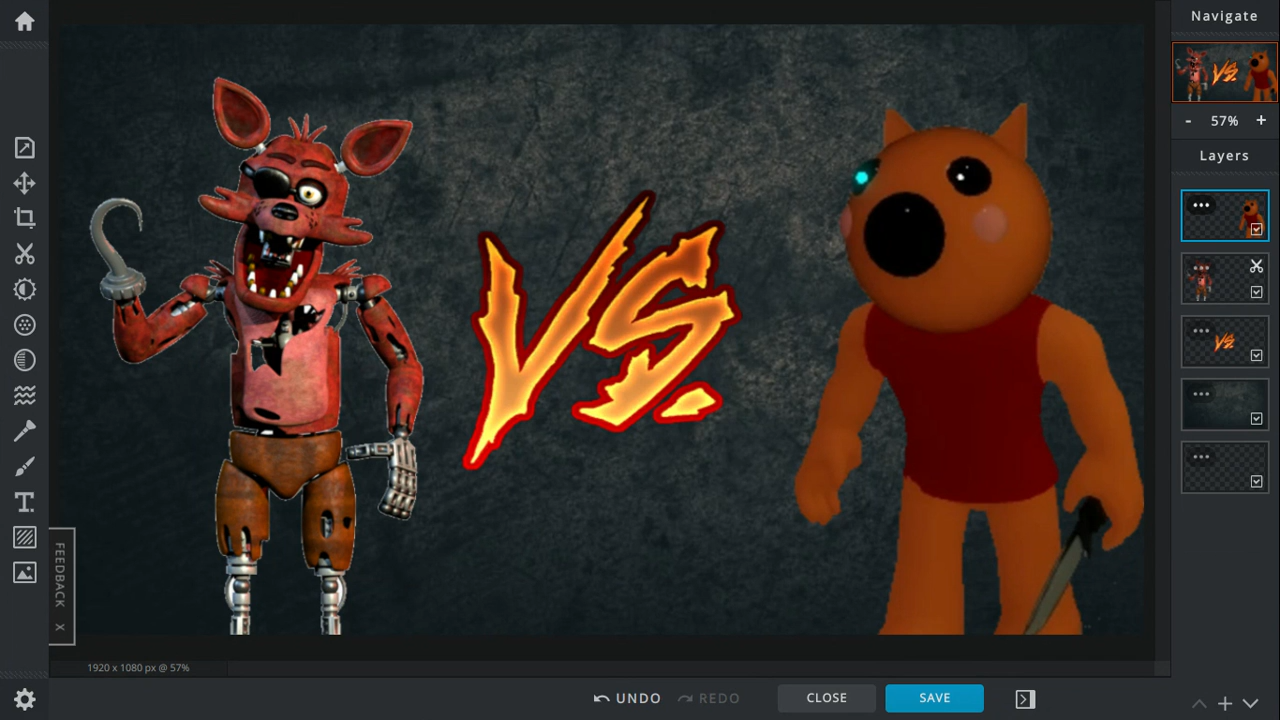 Navigate
- 57% +
Layers
VS.
FEEDBACK X
1920 x 1080 px @ 57%
UNDO
REDO
CLOSE
SAVE